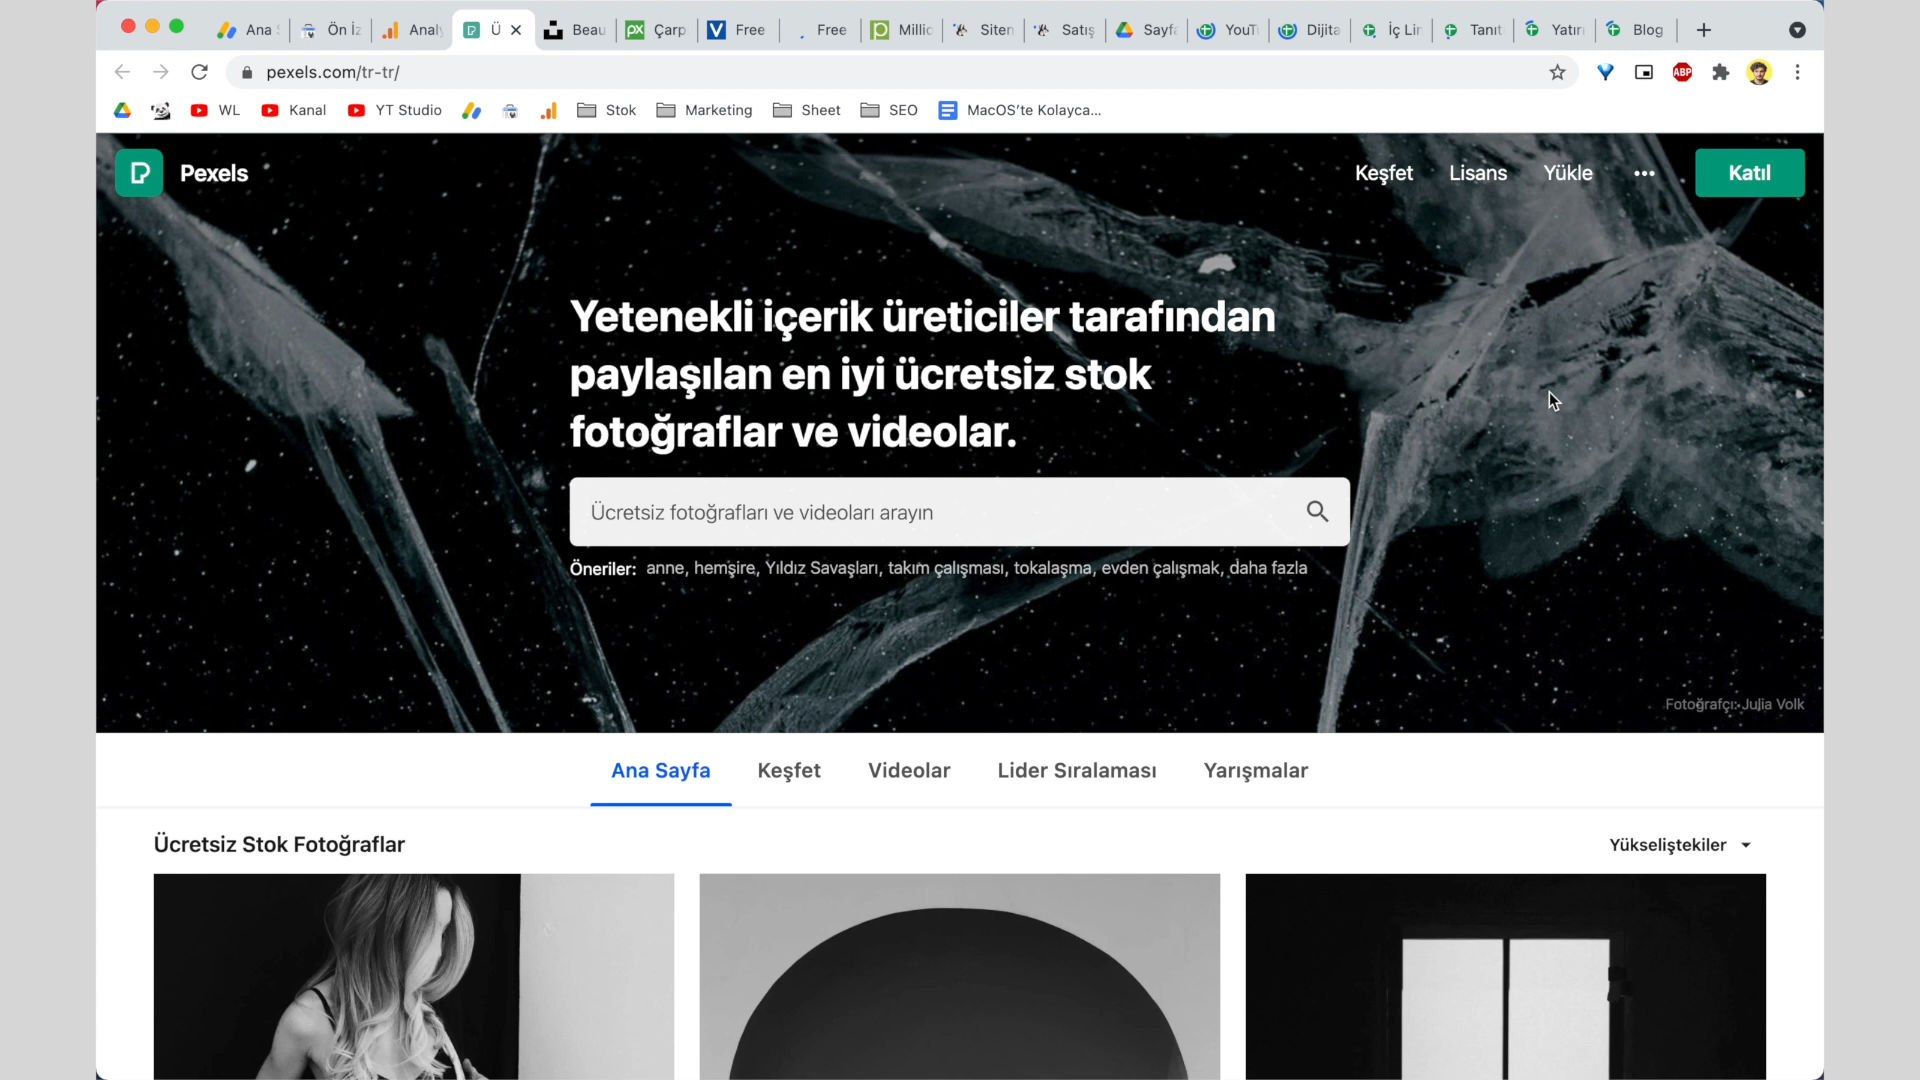 Ana S
Ön İz
Analy
Ü
Beau
Çarp
Free
Free
Millic
Siten
Satış
Sayfa
YouTu
Dijita
İç Lin
Tanıt
Yatırı
Blog
pexels.com/tr-tr/
ABP
WL
Kanal
YT Studio
Stok
Marketing
Sheet
SEO
MacOS'te Kolayca...
Pexels
Keşfet
Lisans
Yükle
Katıl
Yetenekli içerik üreticiler tarafından
paylaşılan en iyi ücretsiz stok
fotoğraflar ve videolar.
Ücretsiz fotoğrafları ve videoları arayın
Öneriler: anne, hemşire, Yıldız Savaşları, takım çalışması, tokalaşma, evden çalışmak, daha fazla
Fotoğrafçı: Julia Volk
Ana Sayfa
Keşfet
Videolar
Lider Sıralaması
Yarışmalar
Ücretsiz Stok Fotoğraflar
Yükseliştekiler